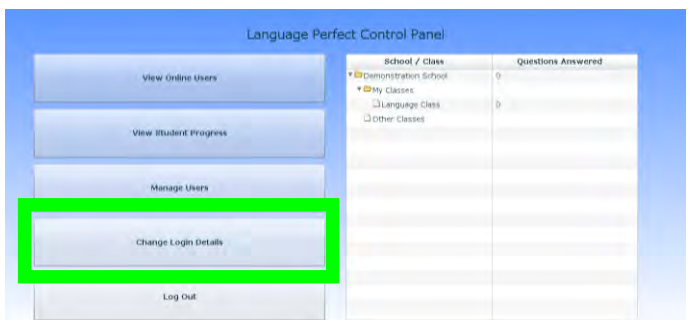 Language Perfect Control Panel
View Online Users
View Student Progress
Manage Users
Change Login Details
Log Out
School / Class Questions Answered
Demonstration School 0
My Classes
Language Class 0
Other Classes